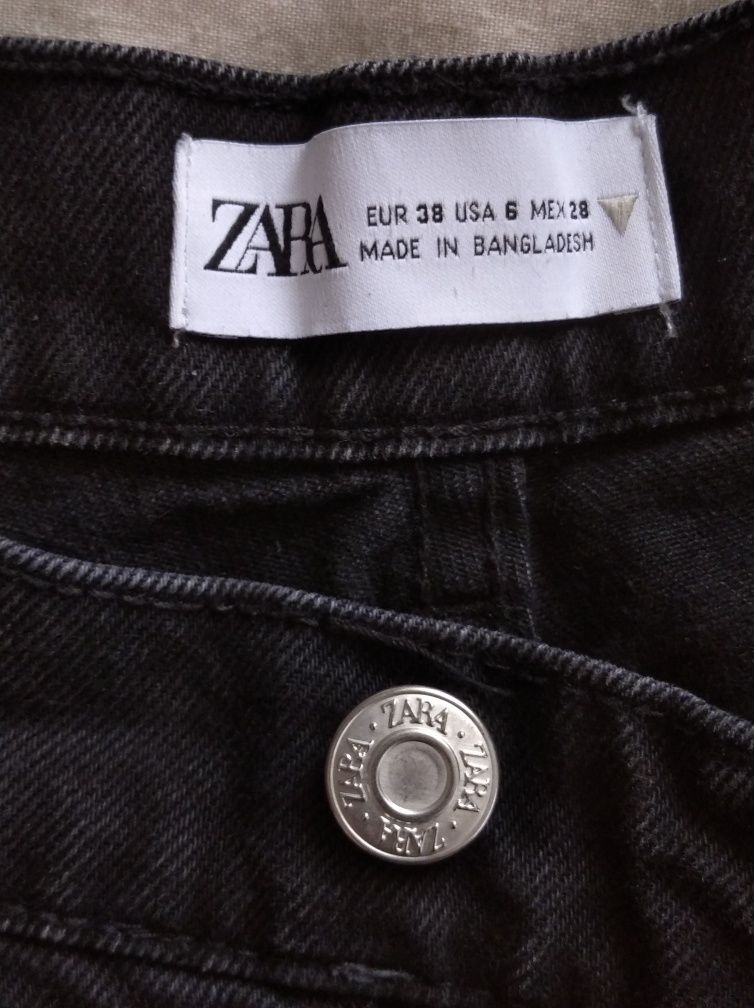 ZARA
EUR 38 USA 6 MEX 28
MADE IN BANGLADESH
ZARA · ZARA · ZARA · ZARA ·